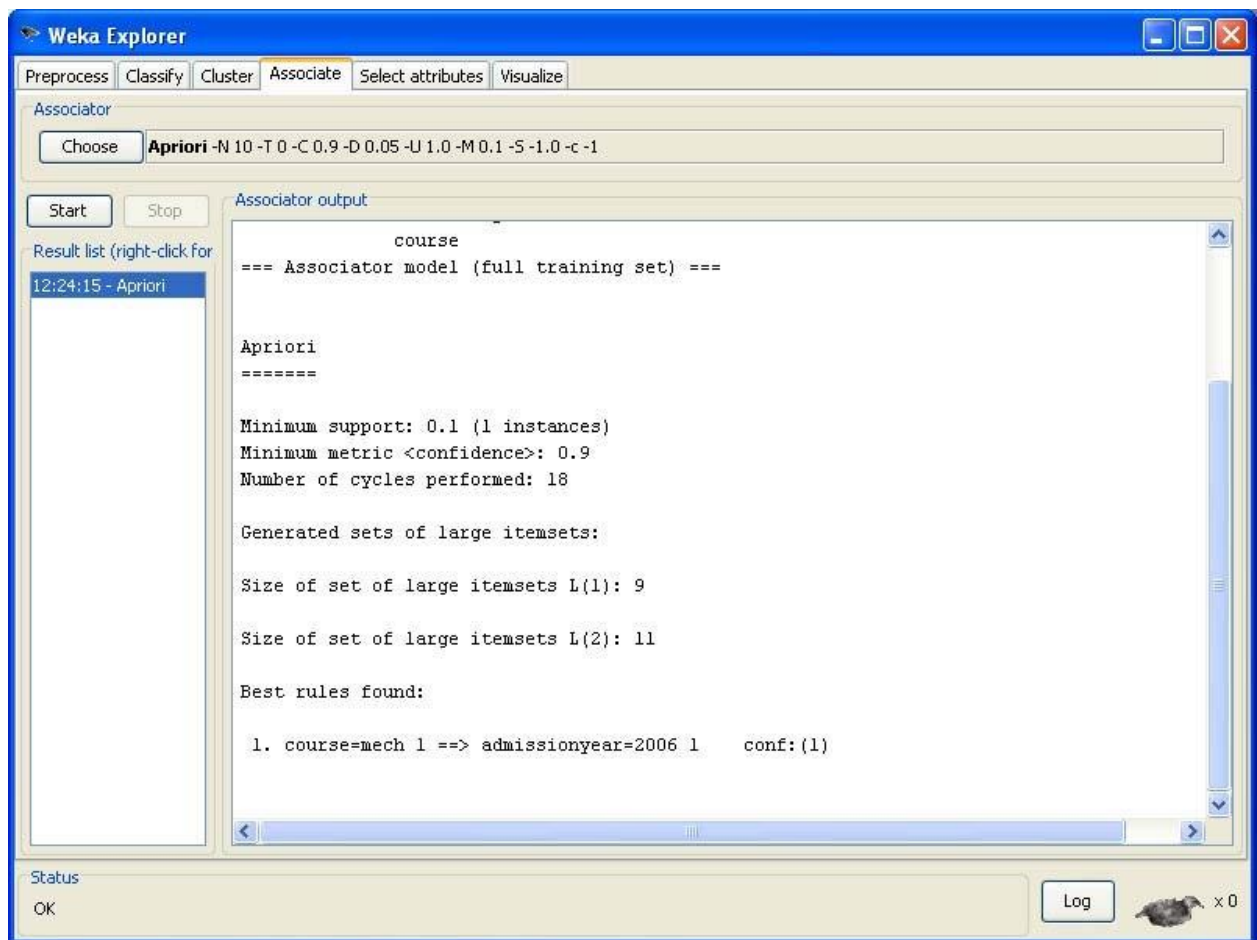 Weka Explorer
Preprocess Classify Cluster Associate Select attributes Visualize
Associator
Choose Apriori -N 10 -T 0 -C 0.9 -D 0.05 -U 1.0 -M 0.1 -S -1.0 -c -1
Start Stop
Result list (right-click for
12:24:15 - Apriori
Associator output
course
=== Associator model (full training set) ===
Apriori
=======
Minimum support: 0.1 (1 instances)
Minimum metric <confidence>: 0.9
Number of cycles performed: 18
Generated sets of large itemsets:
Size of set of large itemsets L(1): 9
Size of set of large itemsets L(2): 11
Best rules found:
1. course=mech 1 ==> admissionyear=2006 1 conf:(1)
Status
OK
Log
x 0